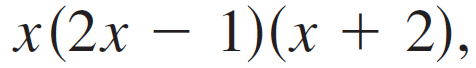 x(2x − 1)(x + 2),